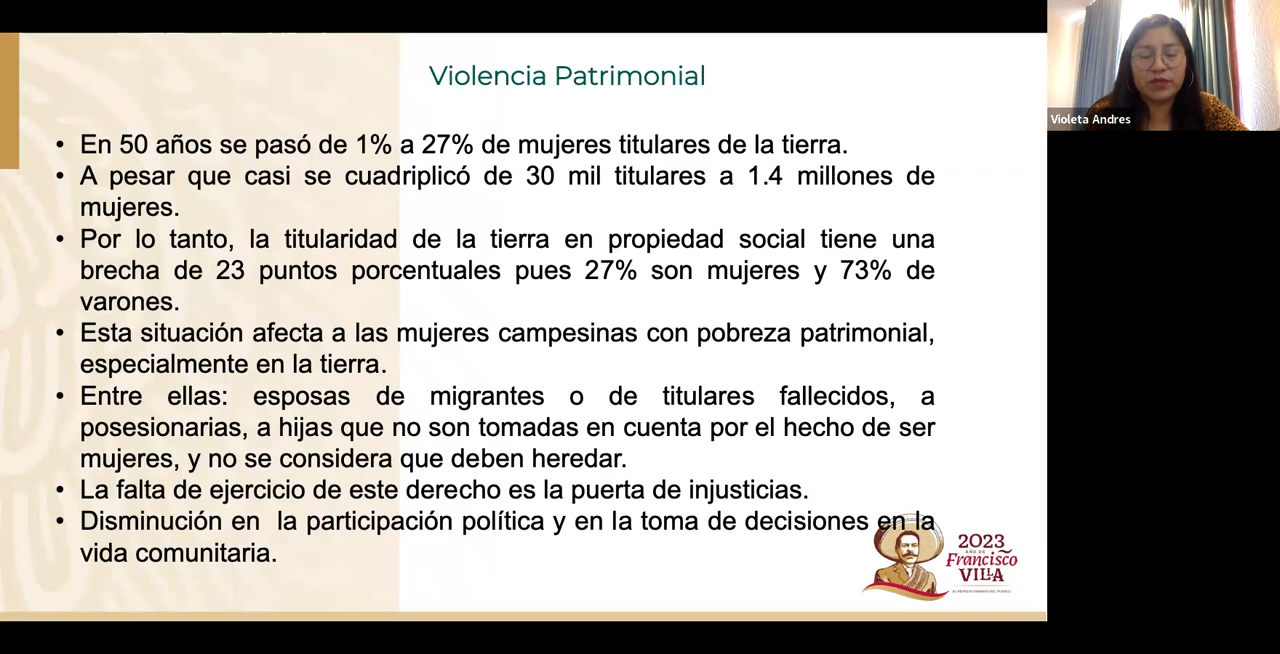 Violencia Patrimonial
• En 50 años se pasó de 1% a 27% de mujeres titulares de la tierra.
• A pesar que casi se cuadriplicó de 30 mil titulares a 1.4 millones de
mujeres.
• Por lo tanto, la titularidad de la tierra en propiedad social tiene una
brecha de 23 puntos porcentuales pues 27% son mujeres y 73% de
varones.
• Esta situación afecta a las mujeres campesinas con pobreza patrimonial,
especialmente en la tierra.
• Entre ellas: esposas de migrantes o de titulares fallecidos, a
posesionarias, a hijas que no son tomadas en cuenta por el hecho de ser
mujeres, y no se considera que deben heredar.
• La falta de ejercicio de este derecho es la puerta de injusticias.
• Disminución en  la participación política y en la toma de decisiones en la
vida comunitaria.
2023
AÑO DE
Francisco
VILLA
EL REVOLUCIONARIO DEL PUEBLO
Violeta Andres